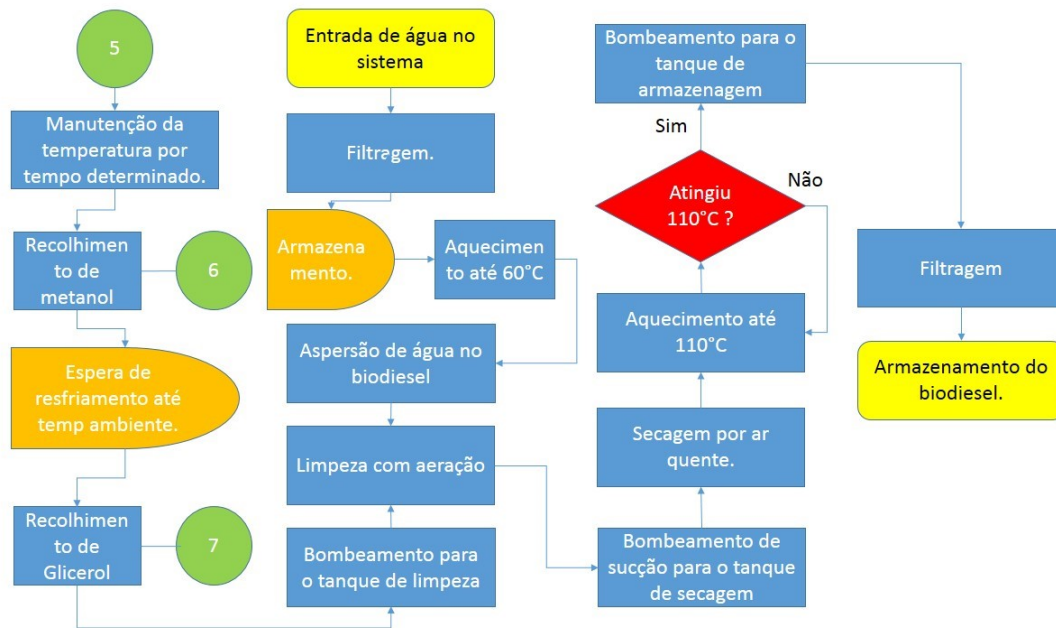 5
Manutenção da
temperatura por
tempo determinado.
Recolhimen
to de
metanol
6
Espera de
resfriamento até
temp ambiente.
Recolhimen
to de
Glicerol
7
Entrada de água no
sistema
Filtragem.
Armazena
mento.
Aquecimen
to até 60°C
Aspersão de água no
biodiesel
Limpeza com aeração
Bombeamento para
o tanque de limpeza
Bombeamento para o
tanque de
armazenagem
Sim
Atingiu
110°C ?
Não
Aquecimento até
110°C
Secagem por ar
quente.
Bombeamento de
sucção para o tanque
de secagem
Filtragem
Armazenamento do
biodiesel.